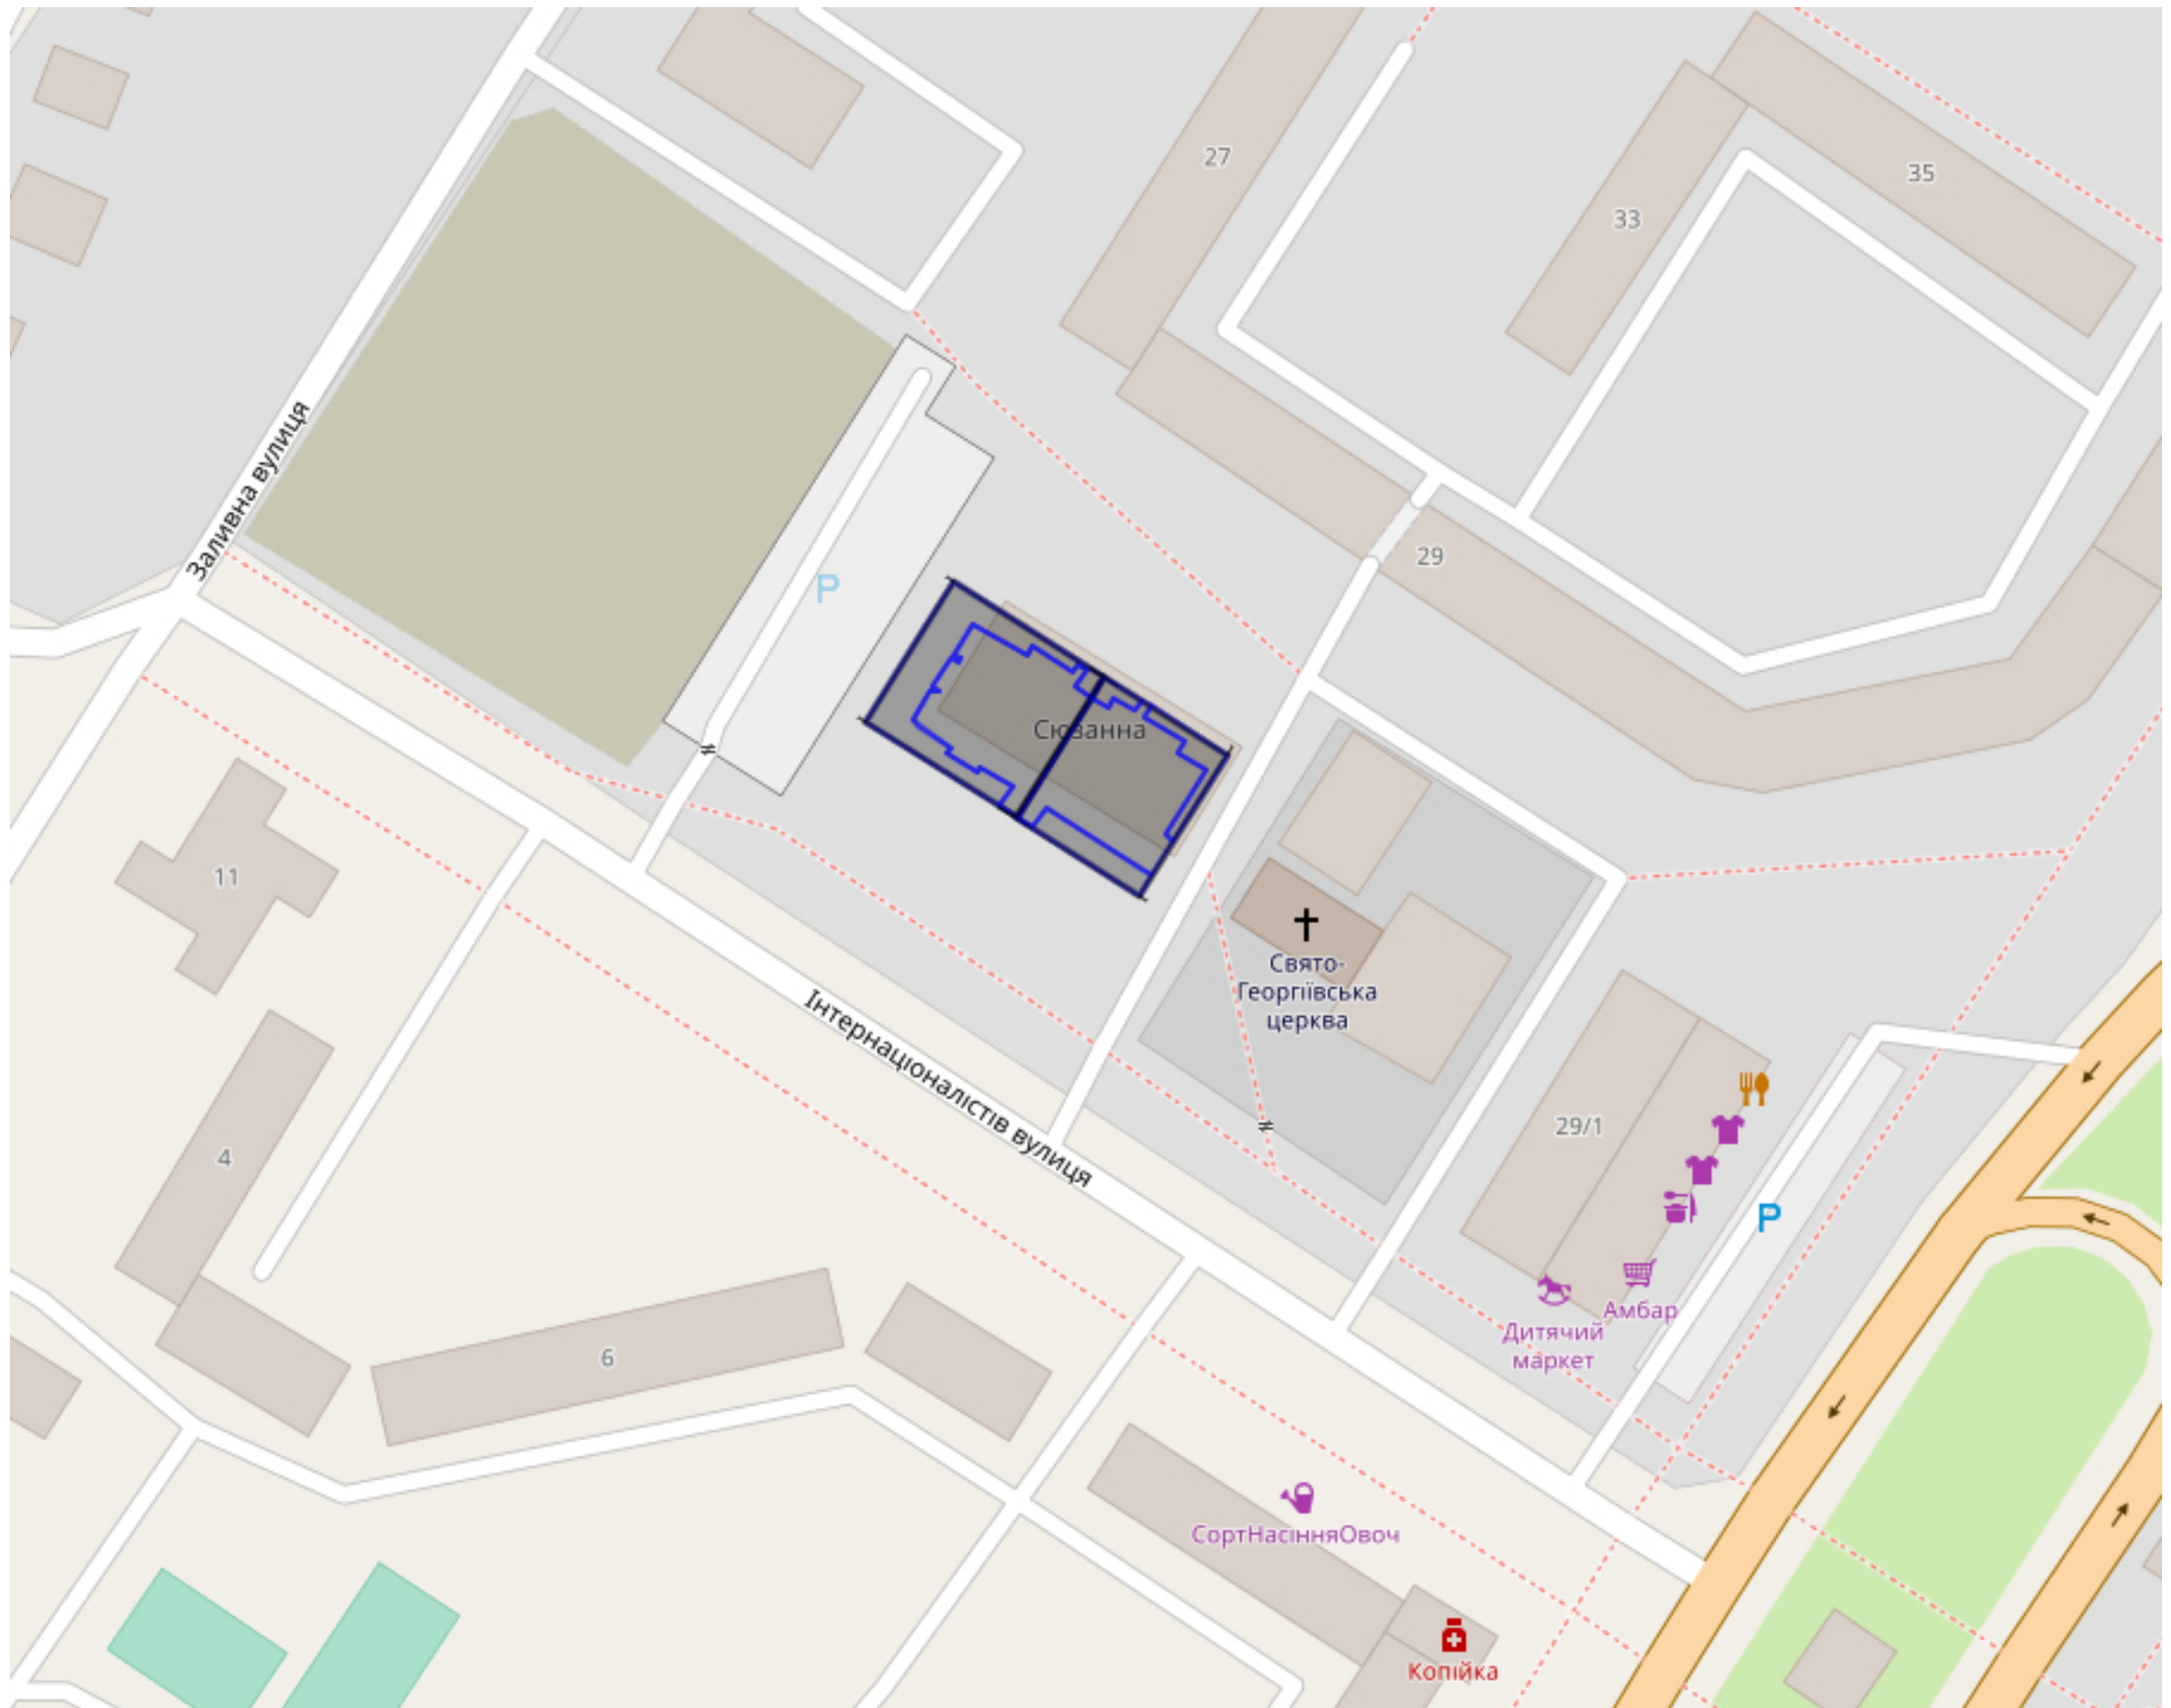 27
35
33
Заливна вулиця
29
P
Сюзанна
11
Свято-
Георгіївська
церква
Інтернаціоналістів вулиця
29/1
4
P
Амбар
Дитячий
маркет
6
СортНасінняОвоч
Копійка